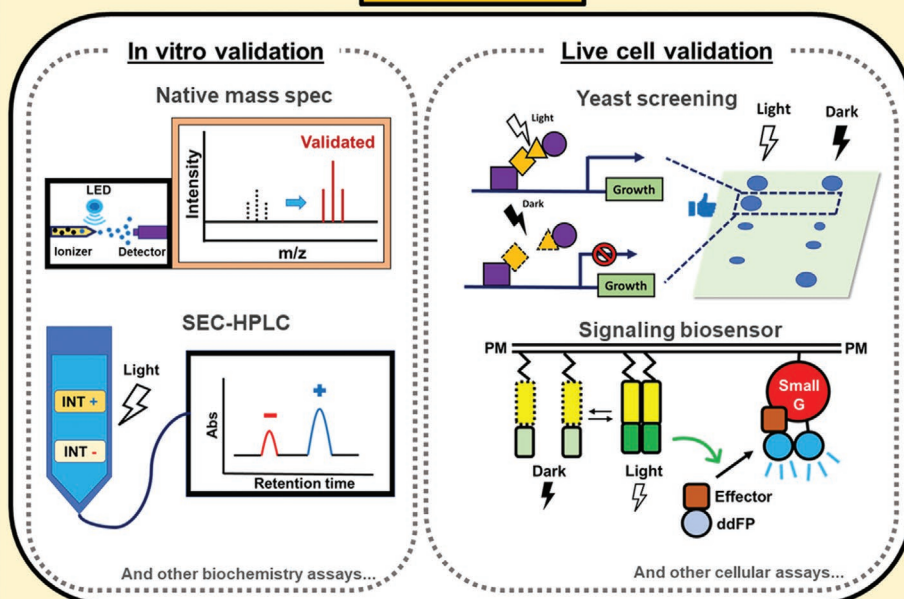 In vitro validation
Native mass spec
LED
Ionizer
Detector
Intensity
Validated
m/z
SEC-HPLC
Light
INT +
INT -
Abs
-
+
Retention time
And other biochemistry assays...
Live cell validation
Yeast screening
Light
Growth
Dark
Growth
Light
Dark
Signaling biosensor
PM
PM
Small
G
Dark
Light
Effector
ddFP
And other cellular assays...